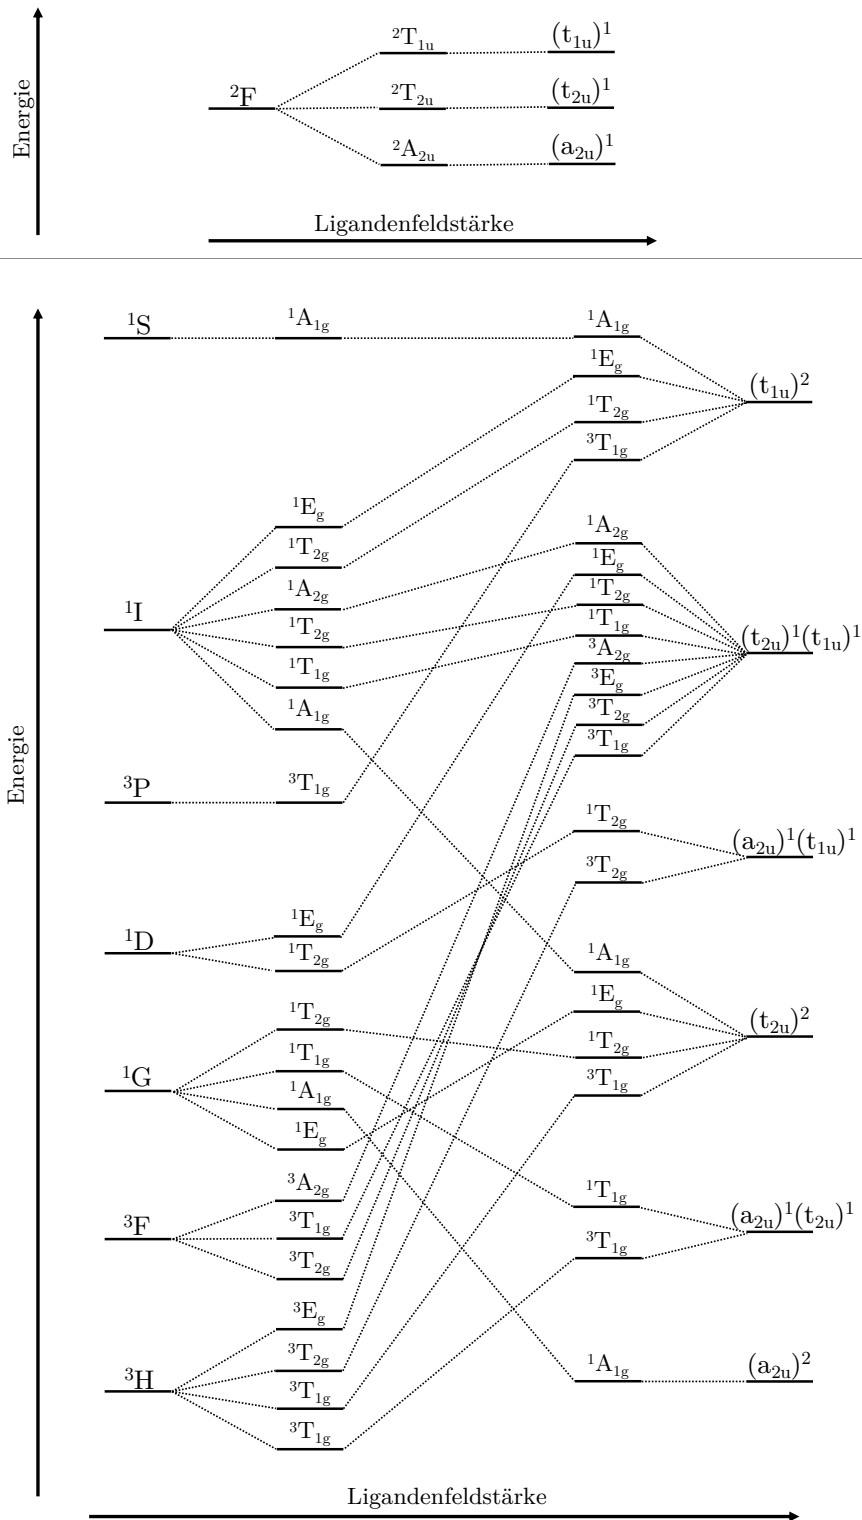 Energie
²F
²T₁ᵤ
(t₁ᵤ)¹
²T₂ᵤ
(t₂ᵤ)¹
²A₂ᵤ
(a₂ᵤ)¹
Ligandenfeldstärke
Energie
¹S
¹A₁g
¹A₁g
¹Eg
(t₁ᵤ)²
¹T₂g
³T₁g
¹I
¹Eg
¹T₂g
¹A₂g
¹T₂g
¹T₁g
¹A₁g
¹A₂g
¹Eg
¹T₂g
¹T₁g
(t₂ᵤ)¹(t₁ᵤ)¹
³A₂g
³Eg
³T₂g
³T₁g
³P
³T₁g
¹T₂g
(a₂ᵤ)¹(t₁ᵤ)¹
³T₂g
¹D
¹Eg
¹T₂g
¹A₁g
¹Eg
(t₂ᵤ)²
¹T₂g
³T₁g
¹G
¹T₂g
¹T₁g
¹A₁g
¹Eg
³F
³A₂g
³T₁g
³T₂g
¹T₁g
(a₂ᵤ)¹(t₂ᵤ)¹
³T₁g
³H
³Eg
³T₂g
³T₁g
³T₁g
¹A₁g
(a₂ᵤ)²
Ligandenfeldstärke